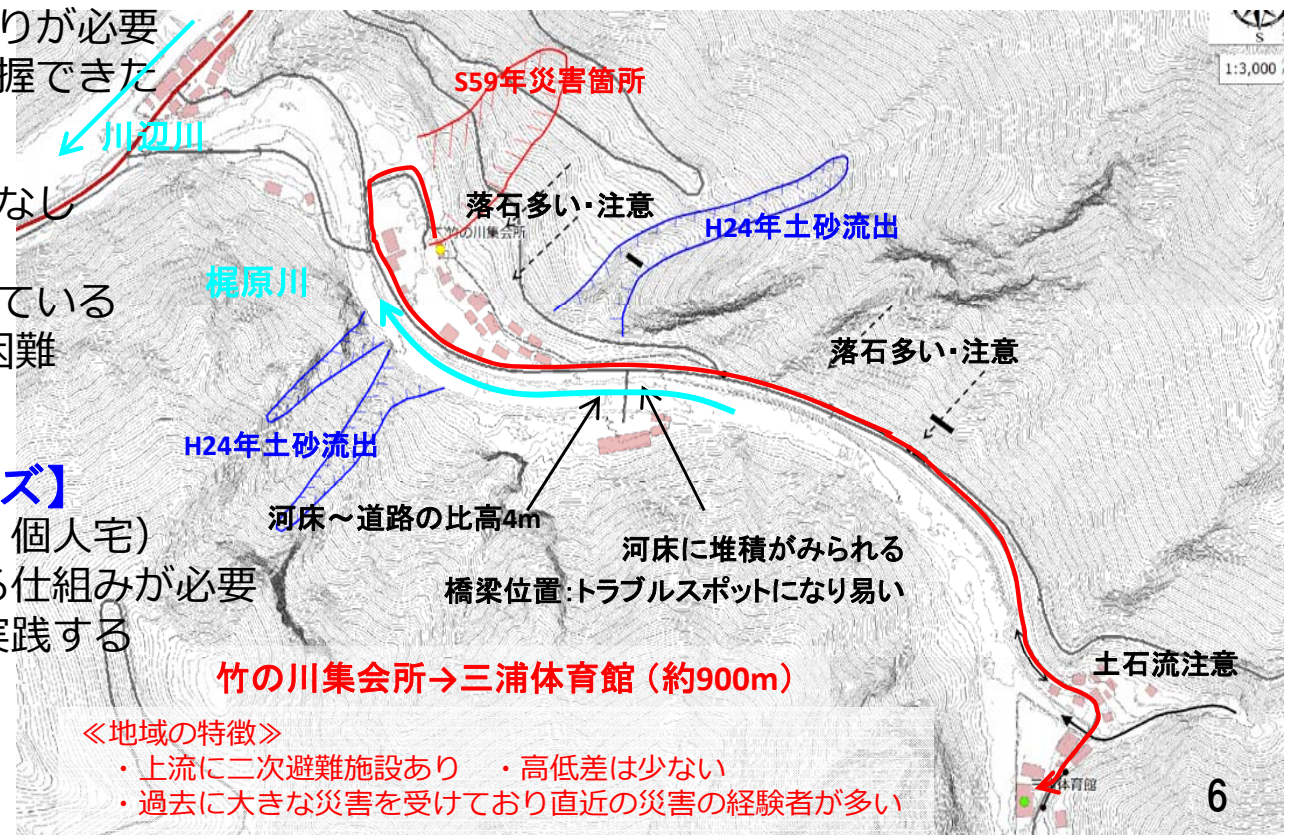 りが必要
握できた
なし
ている
困難
ズ】
個人宅）
る仕組みが必要
実践する
S
1:3,000
S59年災害箇所
川辺川
落石多い・注意
竹の川集会所
H24年土砂流出
梶原川
落石多い・注意
H24年土砂流出
河床～道路の比高4m
河床に堆積がみられる
橋梁位置：トラブルスポットになり易い
土石流注意
竹の川集会所→三浦体育館（約900m）
≪地域の特徴≫
・上流に二次避難施設あり　・高低差は少ない
・過去に大きな災害を受けており直近の災害の経験者が多い
体育館
6